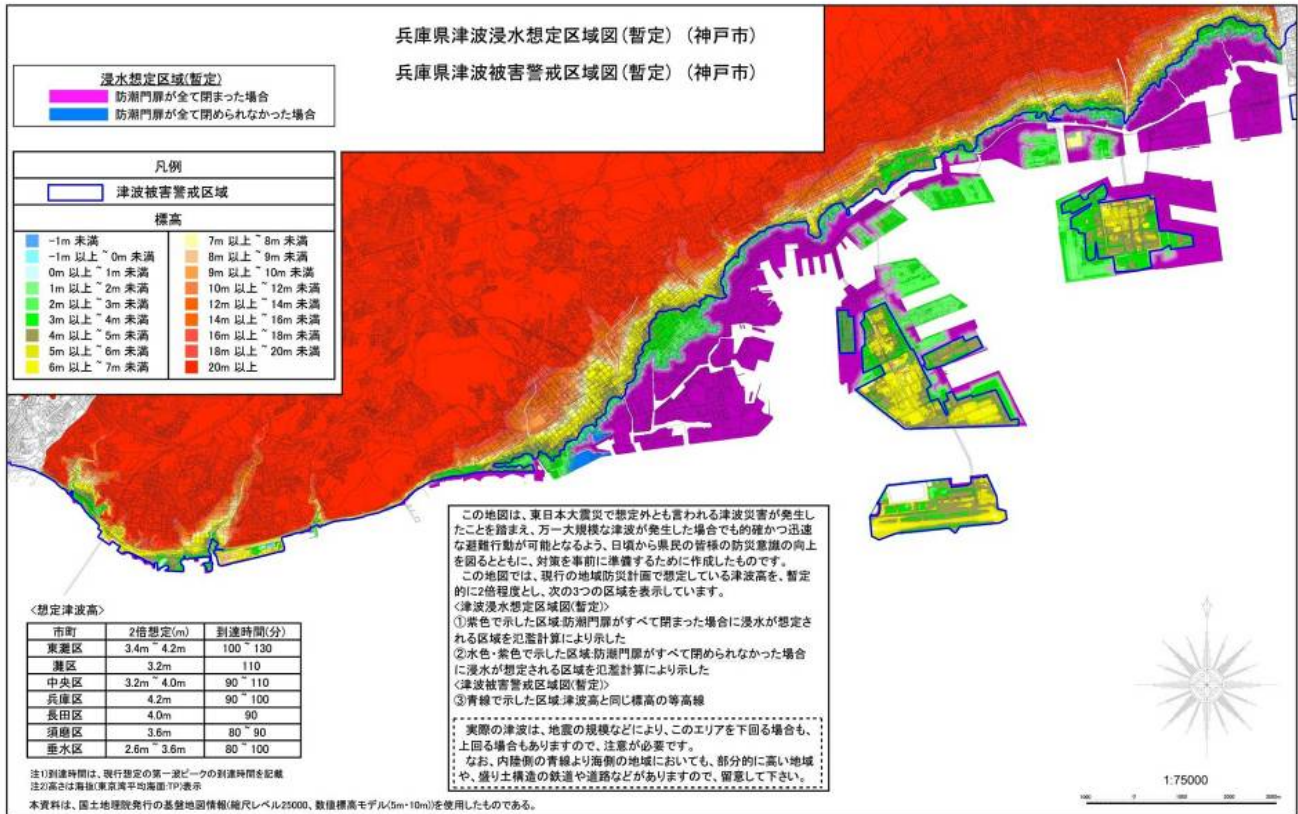 兵庫県津波浸水想定区域図(暫定) (神戸市)
兵庫県津波被害警戒区域図(暫定) (神戸市)
浸水想定区域(暫定)
防潮門扉が全て閉まった場合
防潮門扉が全て閉められなかった場合
凡例
津波被害警戒区域
標高
-1m 未満
-1m 以上 ~ 0m 未満
0m 以上 ~ 1m 未満
1m 以上 ~ 2m 未満
2m 以上 ~ 3m 未満
3m 以上 ~ 4m 未満
4m 以上 ~ 5m 未満
5m 以上 ~ 6m 未満
6m 以上 ~ 7m 未満
7m 以上 ~ 8m 未満
8m 以上 ~ 9m 未満
9m 以上 ~ 10m 未満
10m 以上 ~ 12m 未満
12m 以上 ~ 14m 未満
14m 以上 ~ 16m 未満
16m 以上 ~ 18m 未満
18m 以上 ~ 20m 未満
20m 以上
<想定津波高>
市町 2倍想定(m) 到達時間(分)
東灘区 3.4m ~ 4.2m 100 ~ 130
灘区 3.2m 110
中央区 3.2m ~ 4.0m 90 ~ 110
兵庫区 4.2m 90 ~ 100
長田区 4.0m 90
須磨区 3.6m 80 ~ 90
垂水区 2.6m ~ 3.6m 80 ~ 100
注1)到達時間は、現行想定の第一波ピークの到達時間を記載
注2)高さは海抜(東京湾平均海面:TP)表示
本資料は、国土地理院発行の基盤地図情報(縮尺レベル25000、数値標高モデル(5m・10m))を使用したものである。
この地図は、東日本大震災で想定外とも言われる津波災害が発生し
たことを踏まえ、万一大規模な津波が発生した場合でも的確かつ迅速
な避難行動が可能となるよう、日頃から県民の皆様の防災意識の向上
を図るとともに、対策を事前に準備するために作成したものです。
この地図では、現行の地域防災計画で想定している津波高を、暫定
的に2倍程度とし、次の3つの区域を表示しています。
<津波浸水想定区域図(暫定)>
①紫色で示した区域:防潮門扉がすべて閉まった場合に浸水が想定さ
れる区域を氾濫計算により示した
②水色・紫色で示した区域:防潮門扉がすべて閉められなかった場合
に浸水が想定される区域を氾濫計算により示した
<津波被害警戒区域図(暫定)>
③青線で示した区域:津波高と同じ標高の等高線
実際の津波は、地震の規模などにより、このエリアを下回る場合も、
上回る場合もありますので、注意が必要です。
なお、内陸側の青線より海側の地域においても、部分的に高い地域
や、盛り土構造の鉄道や道路などがありますので、留意して下さい。
1:75000
1000 0 1000 2000 3000m